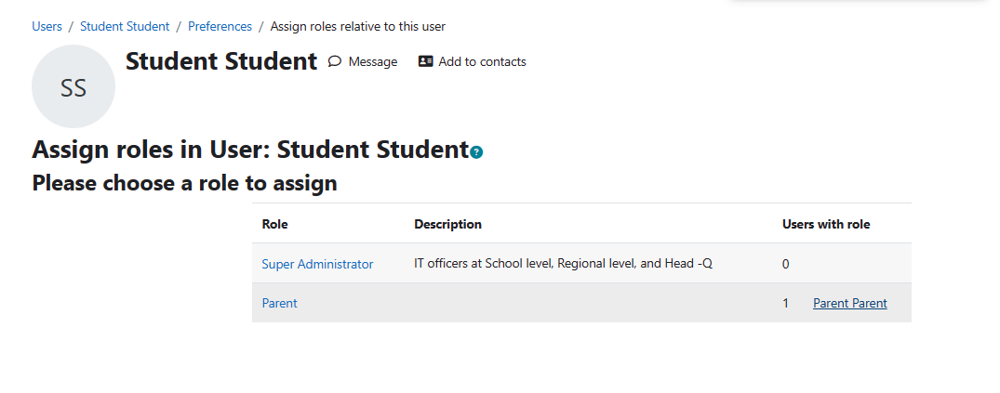 Users / Student Student / Preferences / Assign roles relative to this user
SS
Student Student Message Add to contacts
Assign roles in User: Student Student?
Please choose a role to assign
Role Description Users with role
Super Administrator IT officers at School level, Regional level, and Head -Q 0
Parent 1 Parent Parent